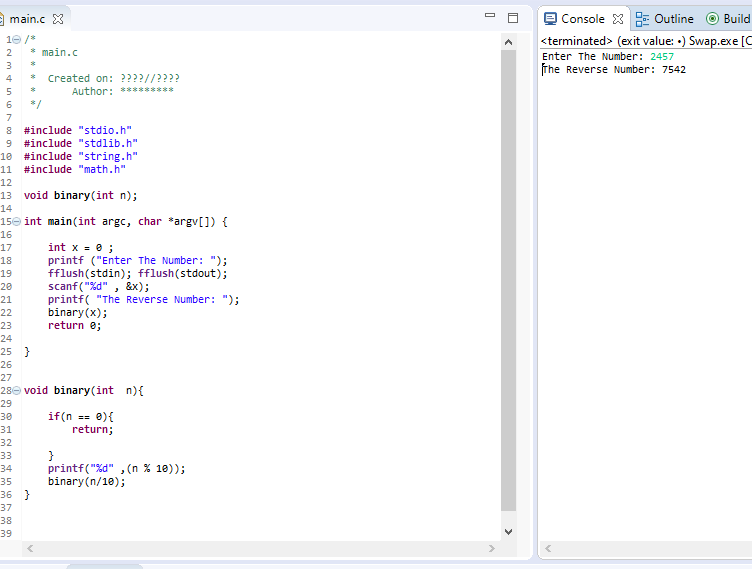 main.c
1 /*
2 * main.c
3 *
4 * Created on: ????//????
5 * Author: *********
6 */
7
8 #include "stdio.h"
9 #include "stdlib.h"
10 #include "string.h"
11 #include "math.h"
12
13 void binary(int n);
14
15 int main(int argc, char *argv[]) {
16
17 int x = 0 ;
18 printf ("Enter The Number: ");
19 fflush(stdin); fflush(stdout);
20 scanf("%d" , &x);
21 printf( "The Reverse Number: ");
22 binary(x);
23 return 0;
24
25 }
26
27
28 void binary(int  n){
29
30 if(n == 0){
31 return;
32
33 }
34 printf("%d" ,(n % 10));
35 binary(n/10);
36 }
37
38
39
Console Outline Build
<terminated> (exit value: •) Swap.exe [C
Enter The Number: 2457
The Reverse Number: 7542